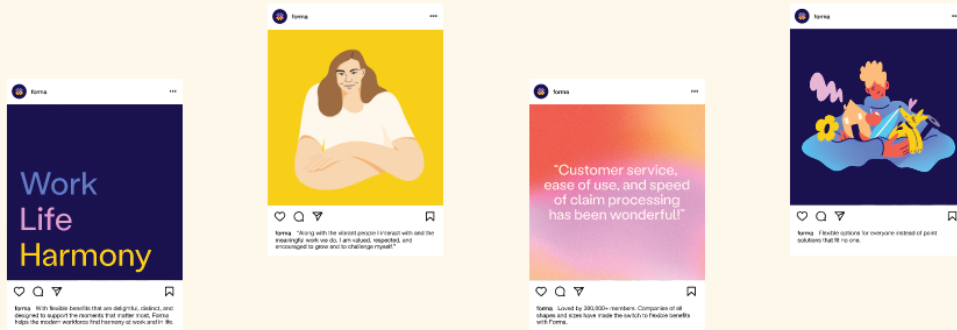 forma
Work
Life
Harmony
forma With flexible benefits that are delightful, distinct, and
designed to support the moments that matter most, Forma
helps the modern workforce find harmony at work and in life.
forma
forma "Along with the vibrant people I interact with and the
meaningful work we do, I am valued, respected, and
encouraged to grow and to challenge myself."
forma
"Customer service,
ease of use, and speed
of claim processing
has been wonderful!"
forma Loved by 300,000+ members. Companies of all
shapes and sizes have made the switch to flexible benefits
with Forma.
forma
forma Flexible options for everyone instead of point
solutions that fit no one.